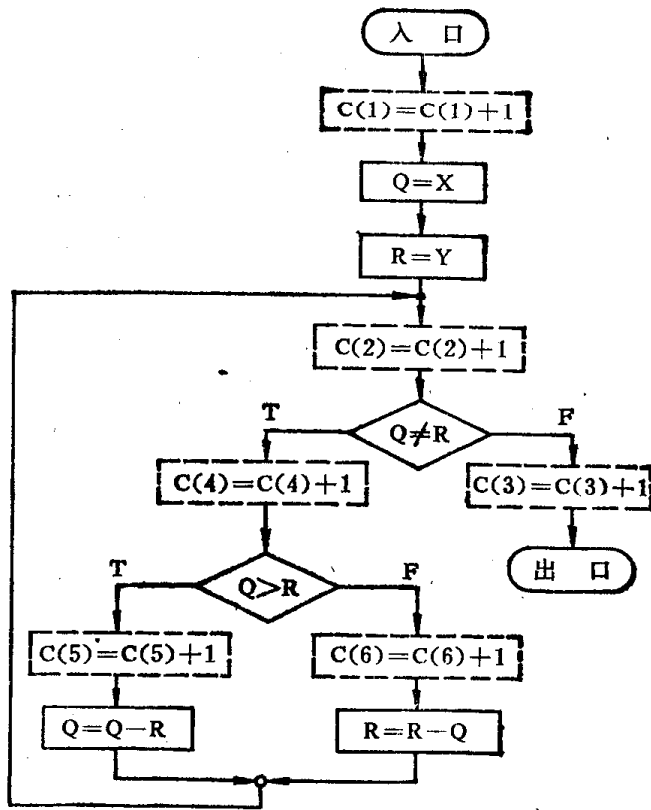 入 口
C(1)=C(1)+1
Q=X
R=Y
C(2)=C(2)+1
T
Q≠R
F
C(4)=C(4)+1
C(3)=C(3)+1
T
Q>R
F
出 口
C(5)=C(5)+1
C(6)=C(6)+1
Q=Q-R
R=R-Q